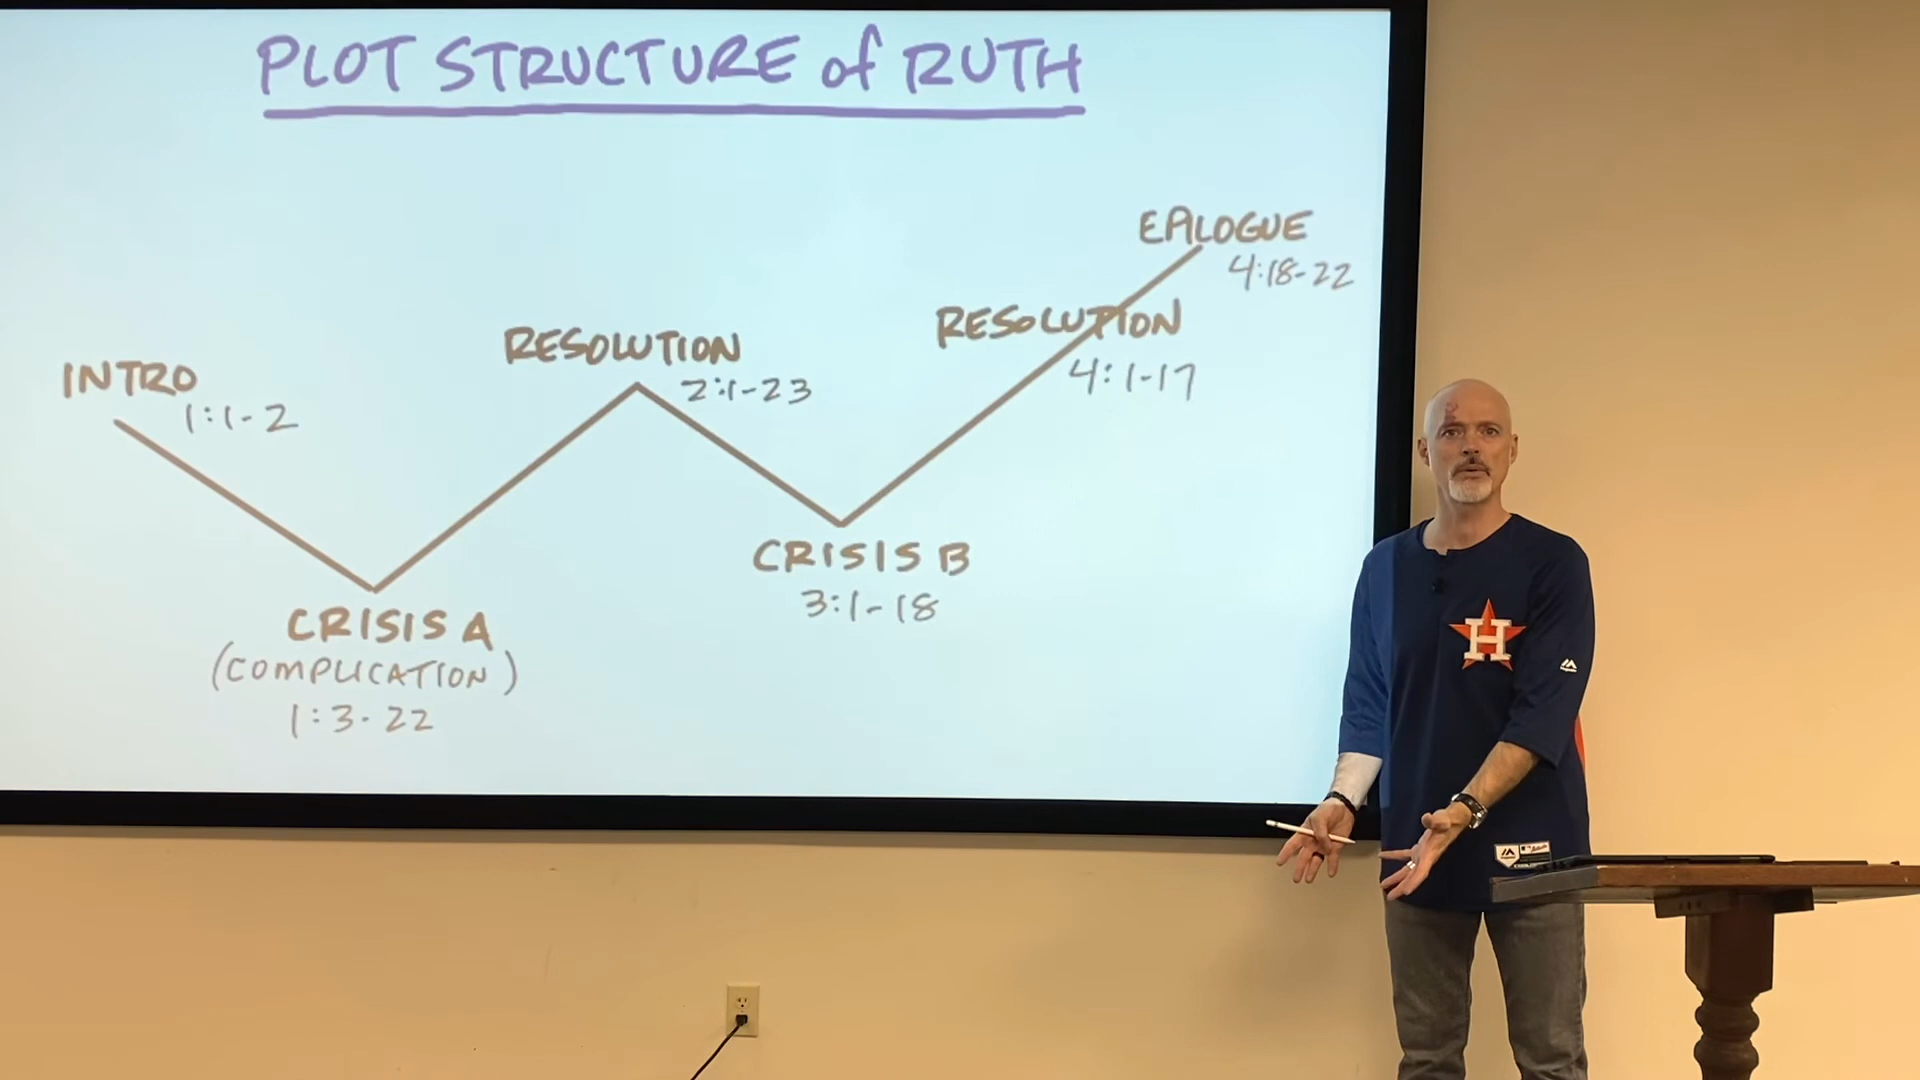 PLOT STRUCTURE of RUTH
EPILOGUE
4:18-22
RESOLUTION
4:1-17
RESOLUTION
2:1-23
INTRO
1:1-2
CRISIS B
3:1-18
CRISIS A
(COMPLICATION)
1:3-22
H